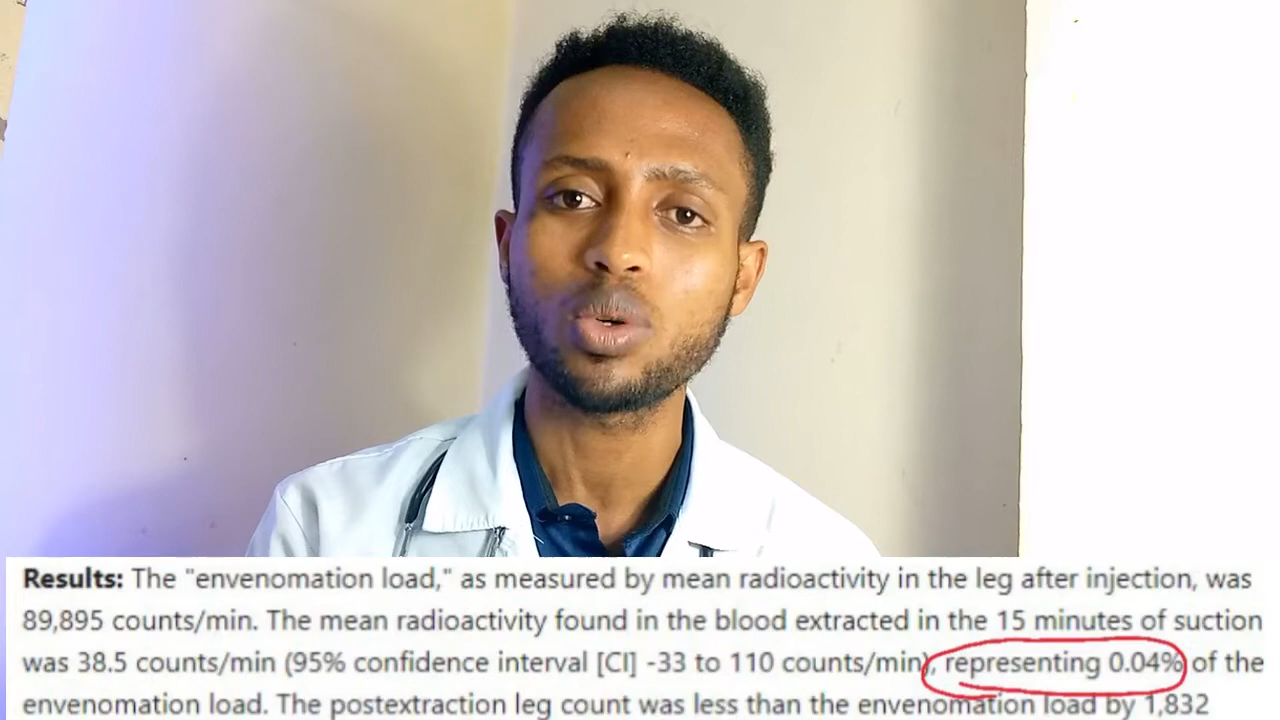 Results: The "envenomation load," as measured by mean radioactivity in the leg after injection, was
89,895 counts/min. The mean radioactivity found in the blood extracted in the 15 minutes of suction
was 38.5 counts/min (95% confidence interval [CI] -33 to 110 counts/min), representing 0.04% of the
envenomation load. The postextraction leg count was less than the envenomation load by 1,832